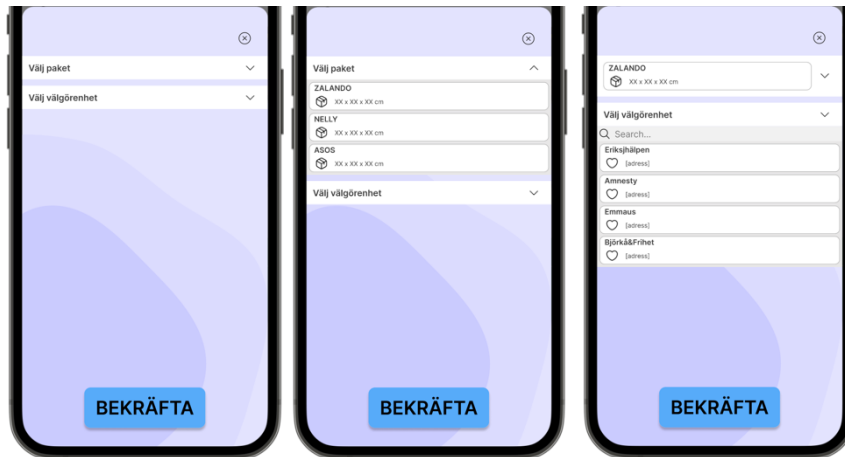 Välj paket
Välj välgörenhet
BEKRÄFTA
Välj paket
ZALANDO
XX x XX x XX cm
NELLY
XX x XX x XX cm
ASOS
XX x XX x XX cm
Välj välgörenhet
BEKRÄFTA
ZALANDO
XX x XX x XX cm
Välj välgörenhet
Search...
Eriksjhälpen
[adress]
Amnesty
[adress]
Emmaus
[adress]
Björkå&Frihet
[adress]
BEKRÄFTA